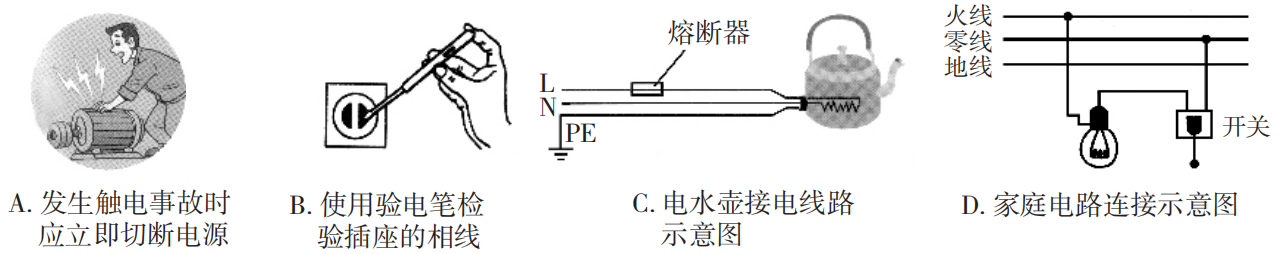 熔断器
L
N
PE
火线
零线
地线
开关
A. 发生触电事故时
应立即切断电源
B. 使用验电笔检
验插座的相线
C. 电水壶接电线路
示意图
D. 家庭电路连接示意图